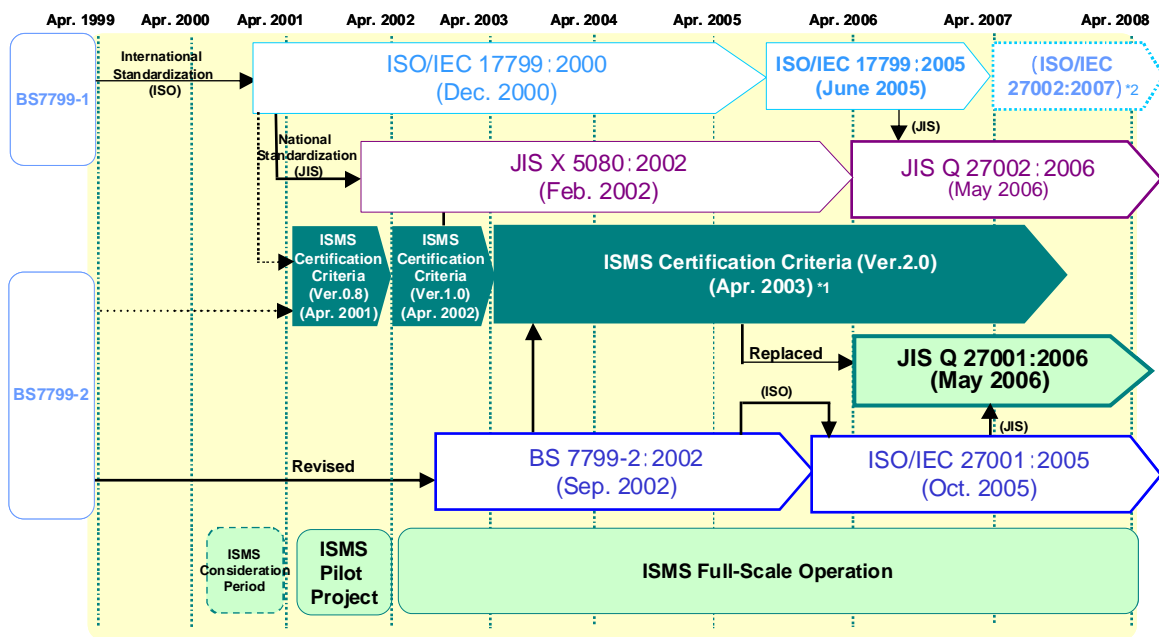 Apr. 1999 Apr. 2000 Apr. 2001 Apr. 2002 Apr. 2003 Apr. 2004 Apr. 2005 Apr. 2006 Apr. 2007 Apr. 2008
BS7799-1
International
Standardization
(ISO)
ISO/IEC 17799:2000
(Dec. 2000)
ISO/IEC 17799:2005
(June 2005)
(ISO/IEC
27002:2007) *2
National
Standardization
(JIS)
(JIS)
JIS X 5080:2002
(Feb. 2002)
JIS Q 27002:2006
(May 2006)
ISMS
Certification
Criteria
(Ver.0.8)
(Apr. 2001)
ISMS
Certification
Criteria
(Ver.1.0)
(Apr. 2002)
ISMS Certification Criteria (Ver.2.0)
(Apr. 2003) *1
BS7799-2
Replaced
JIS Q 27001:2006
(May 2006)
(ISO)
(JIS)
Revised
BS 7799-2:2002
(Sep. 2002)
ISO/IEC 27001:2005
(Oct. 2005)
ISMS
Consideration
Period
ISMS
Pilot
Project
ISMS Full-Scale Operation